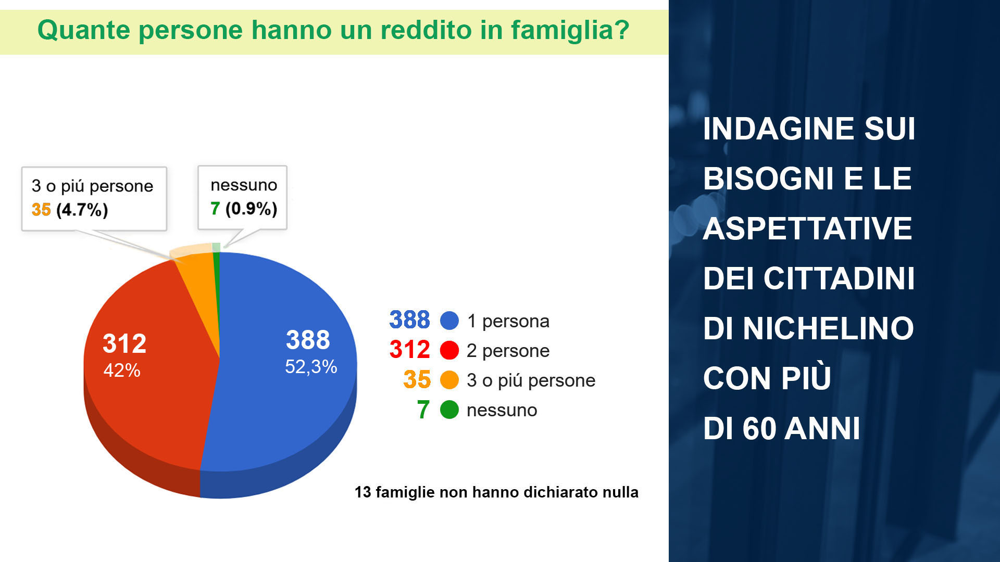 Quante persone hanno un reddito in famiglia?
3 o piú persone
35 (4.7%)
nessuno
7 (0.9%)
312
42%
388
52,3%
388 1 persona
312 2 persone
35 3 o piú persone
7 nessuno
13 famiglie non hanno dichiarato nulla
INDAGINE SUI
BISOGNI E LE
ASPETTATIVE
DEI CITTADINI
DI NICHELINO
CON PIÙ
DI 60 ANNI